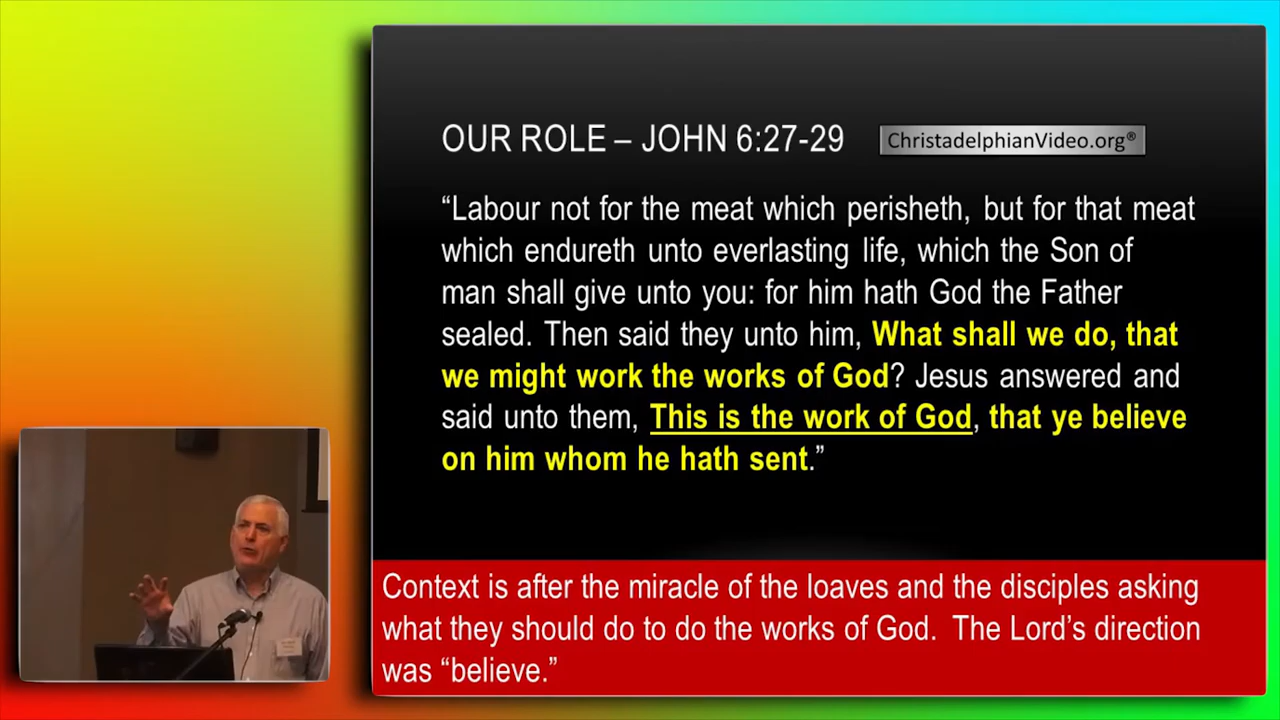 OUR ROLE – JOHN 6:27-29
ChristadelphianVideo.org®
“Labour not for the meat which perisheth, but for that meat
which endureth unto everlasting life, which the Son of
man shall give unto you: for him hath God the Father
sealed. Then said they unto him, What shall we do, that
we might work the works of God? Jesus answered and
said unto them, This is the work of God, that ye believe
on him whom he hath sent.”
Context is after the miracle of the loaves and the disciples asking
what they should do to do the works of God. The Lord’s direction
was “believe.”